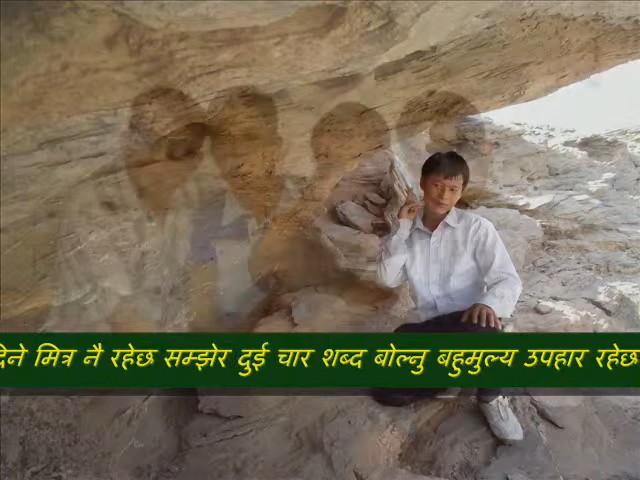 दिने मित्र नै रहेछ सम्झेर दुई चार शब्द बोल्नु बहुमुल्य उपहार रहेछ